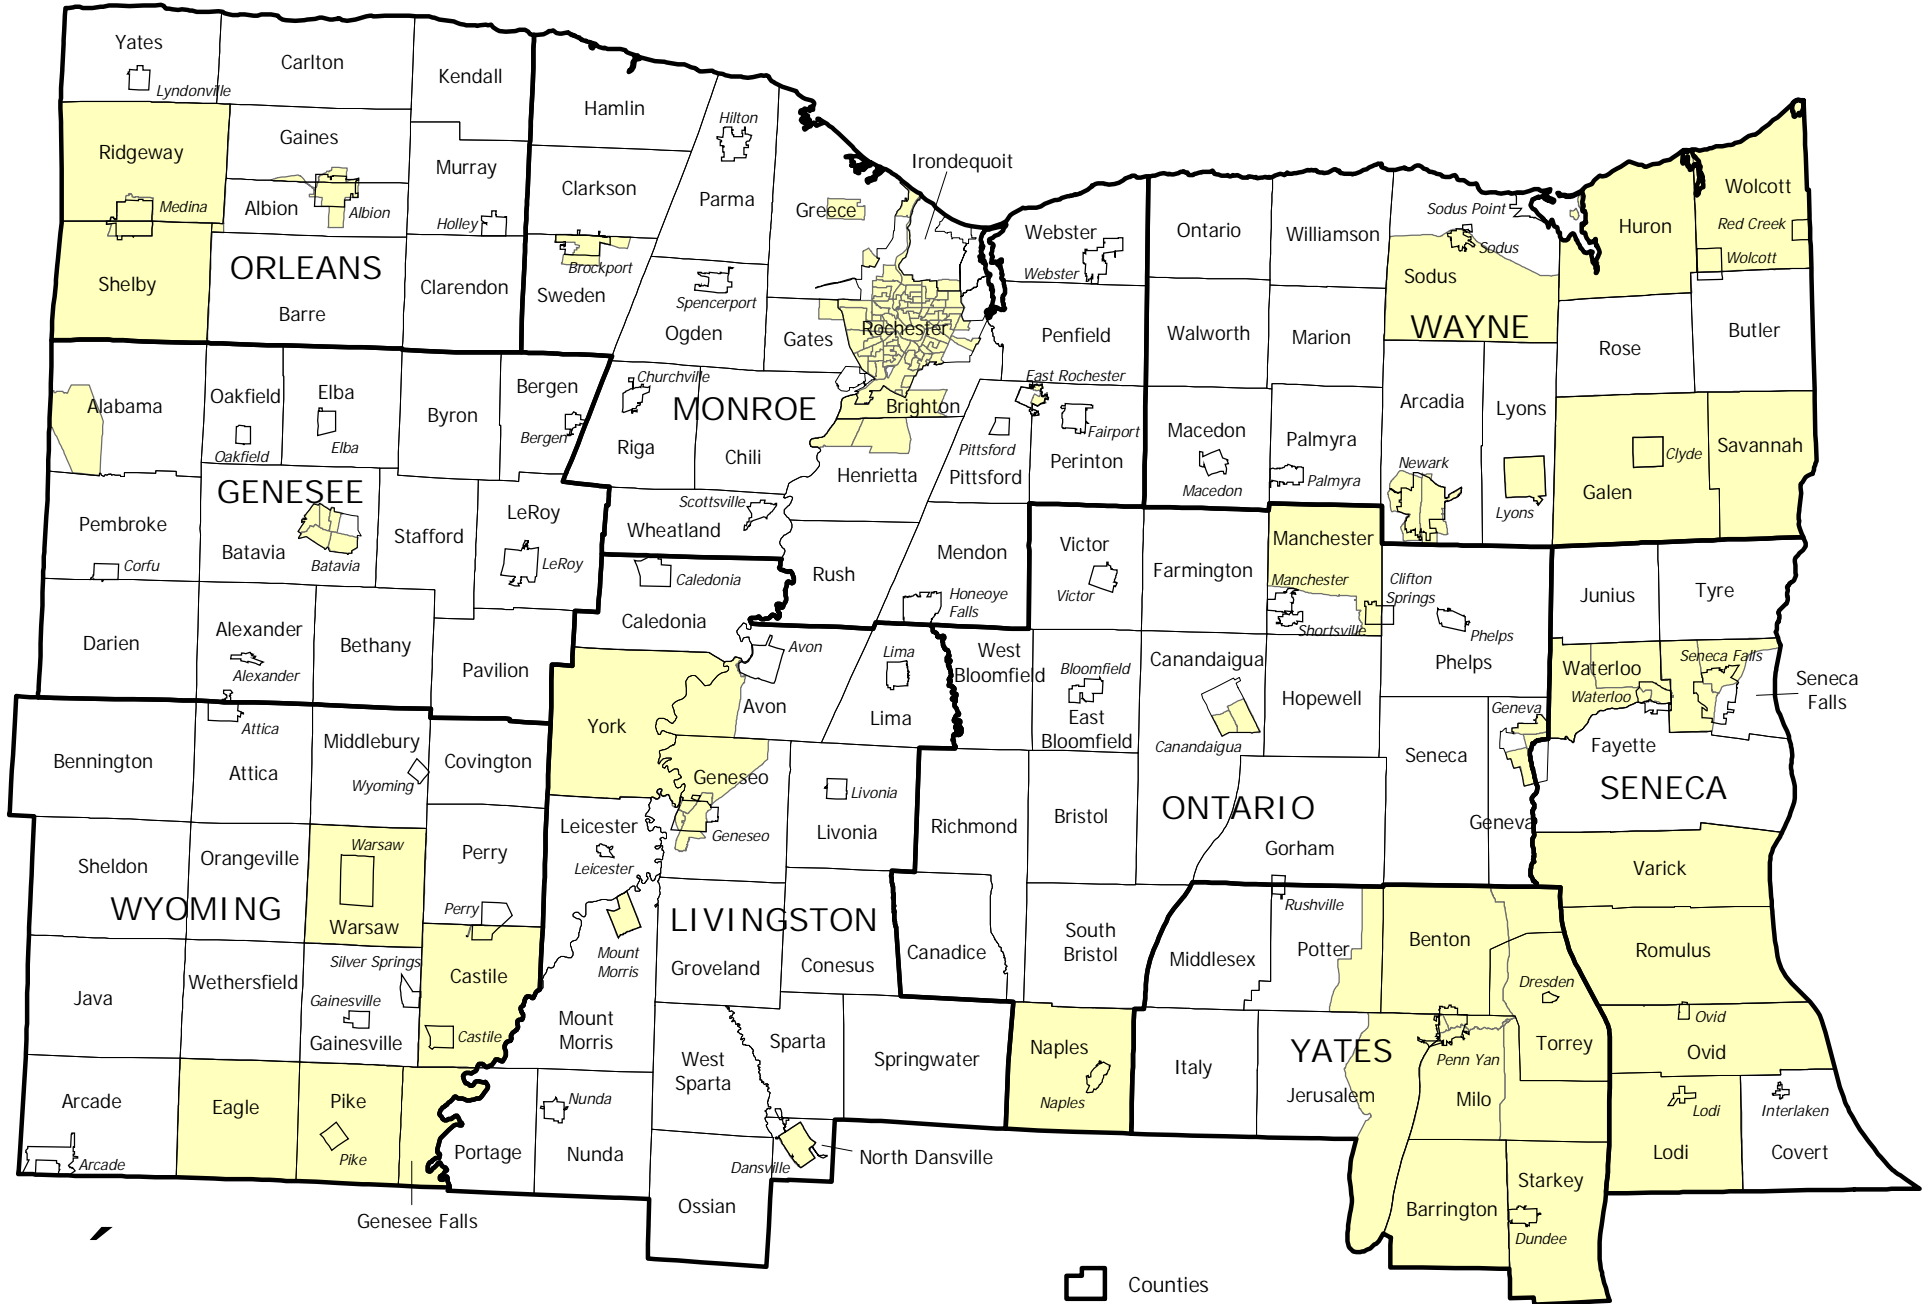 Yates
Lyndonville
Carlton
Kendall
Ridgeway
Medina
Gaines
Albion
Albion
Murray
Holley
Shelby
ORLEANS
Barre
Clarendon
Hamlin
Clarkson
Brockport
Sweden
Hilton
Parma
Spencerport
Ogden
Greece
Irondequoit
Rochester
Gates
Webster
Webster
Penfield
East Rochester
Churchville
MONROE
Brighton
Riga
Chili
Henrietta
Pittsford
Pittsford
Fairport
Perinton
Scottsville
Wheatland
Rush
Mendon
Honeoye
Falls
Ontario
Williamson
Sodus Point
Sodus
Sodus
Huron
Wolcott
Red Creek
Wolcott
Walworth
Marion
WAYNE
Rose
Butler
Macedon
Macedon
Palmyra
Palmyra
Arcadia
Newark
Lyons
Lyons
Galen
Clyde
Savannah
Alabama
Oakfield
Oakfield
Elba
Elba
Byron
Bergen
Bergen
GENESEE
Pembroke
Corfu
Batavia
Batavia
Stafford
LeRoy
LeRoy
Darien
Alexander
Alexander
Bethany
Pavilion
Caledonia
Caledonia
Avon
Avon
Lima
Lima
York
Geneseo
Geneseo
Livonia
Livonia
Leicester
Leicester
Mount
Morris
LIVINGSTON
Groveland
Conesus
Mount
Morris
West
Sparta
Sparta
Springwater
Portage
Nunda
Nunda
Ossian
Dansville
North Dansville
Victor
Victor
Farmington
Manchester
Manchester
Shortsville
Clifton
Springs
Phelps
Phelps
West
Bloomfield
Bloomfield
East
Bloomfield
Canandaigua
Canandaigua
Hopewell
Seneca
Geneva
Geneva
Richmond
Bristol
ONTARIO
Gorham
Rushville
Canadice
South
Bristol
Naples
Naples
Junius
Tyre
Waterloo
Waterloo
Seneca Falls
Seneca
Falls
Fayette
SENECA
Varick
Romulus
Ovid
Ovid
Lodi
Lodi
Interlaken
Covert
Middlesex
Potter
Benton
Dresden
Torrey
Italy
YATES
Jerusalem
Penn Yan
Milo
Barrington
Starkey
Dundee
Bennington
Attica
Attica
Middlebury
Wyoming
Covington
Sheldon
Orangeville
Warsaw
Warsaw
Perry
Perry
WYOMING
Java
Wethersfield
Silver Springs
Gainesville
Gainesville
Castile
Castile
Arcade
Arcade
Eagle
Pike
Pike
Genesee Falls
Counties